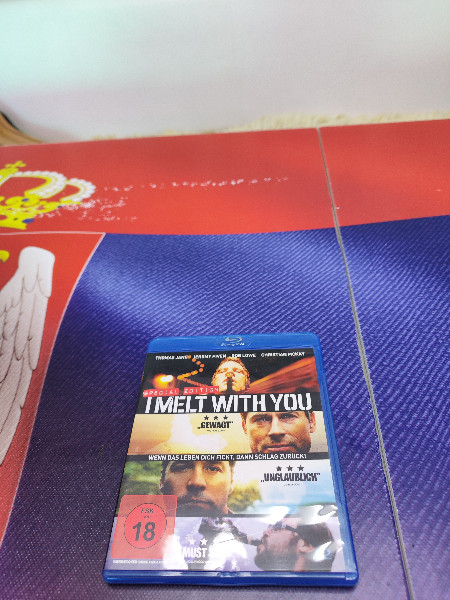 THOMAS JANE JEREMY PIVEN ROB LOWE CHRISTIAN MCKAY
SPECIAL EDITION
I MELT WITH YOU
„GEWAGT“
WENN DAS LEBEN DICH FICKT, DANN SCHLAG ZURÜCK!
„UNGLAUBLICH“
FSK
18
MUST